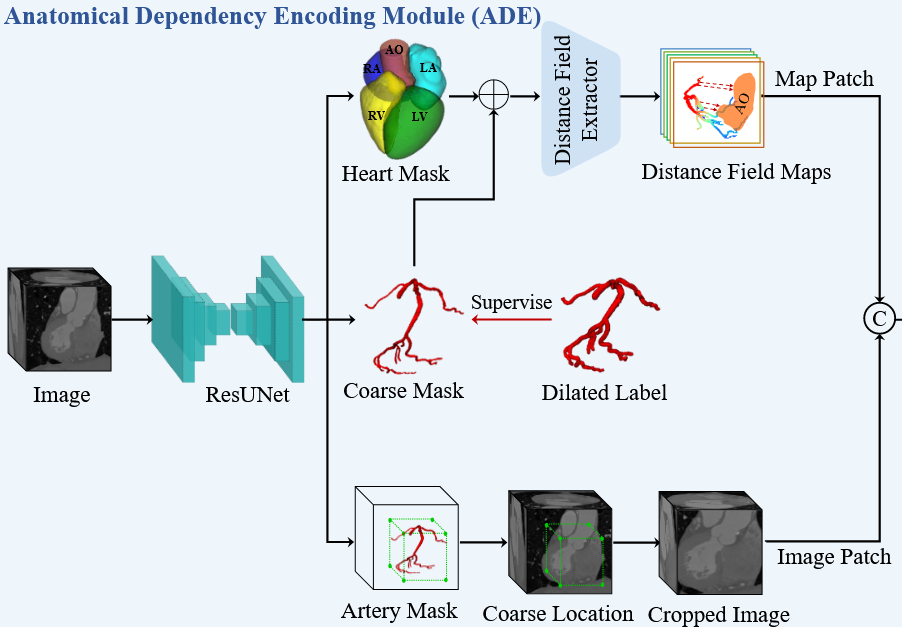 Anatomical Dependency Encoding Module (ADE)
AO
RA
LA
RV
LV
Heart Mask
Distance Field
Extractor
AO
Distance Field Maps
Map Patch
Image
ResUNet
Coarse Mask
Supervise
Dilated Label
C
Artery Mask
Coarse Location
Cropped Image
Image Patch